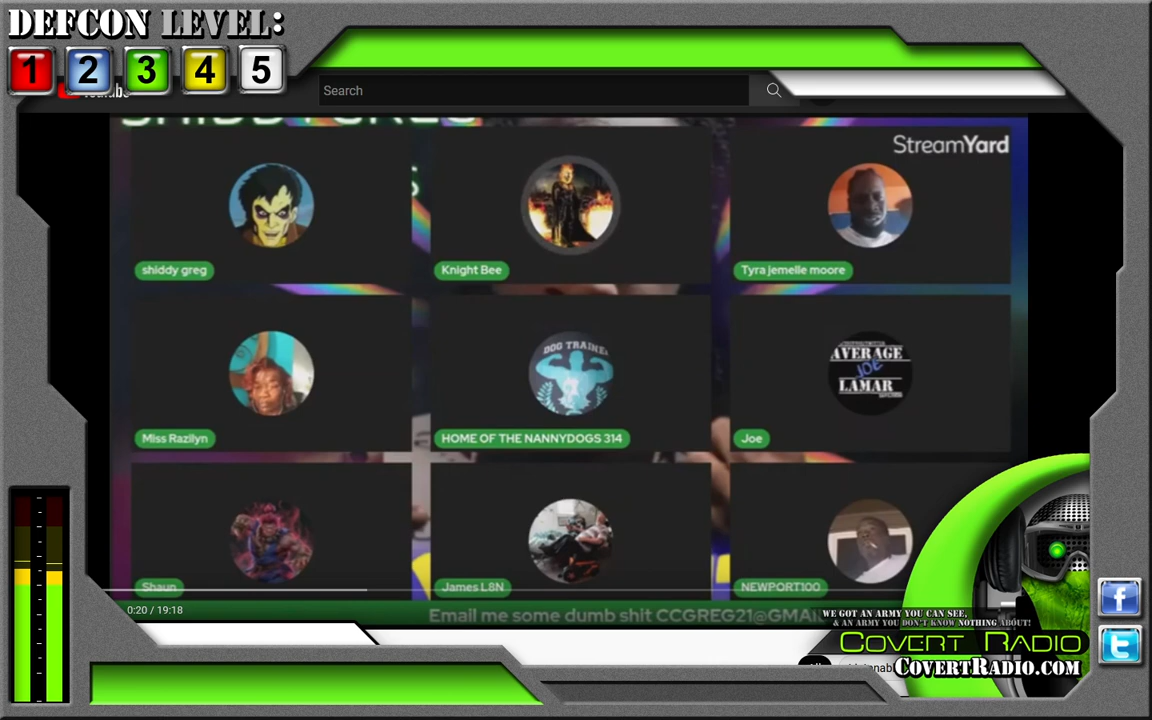 DEFCON LEVEL:
1 2 3 4 5
Search
StreamYard
shiddy greg
Knight Bee
Tyra jemelle moore
DOG TRAINER
AVERAGE
JOE
LAMAR
Miss Razilyn
HOME OF THE NANNYDOGS 314
Joe
Shaun
James L8N
NEWPORT100
0:20 / 19:18
Email me some dumb shit CCGREG21@GMAI
WE GOT AN ARMY YOU CAN SEE,
& AN ARMY YOU DON'T KNOW NOTHING ABOUT!
COVERT RADIO
COVERTRADIO.COM
f
t